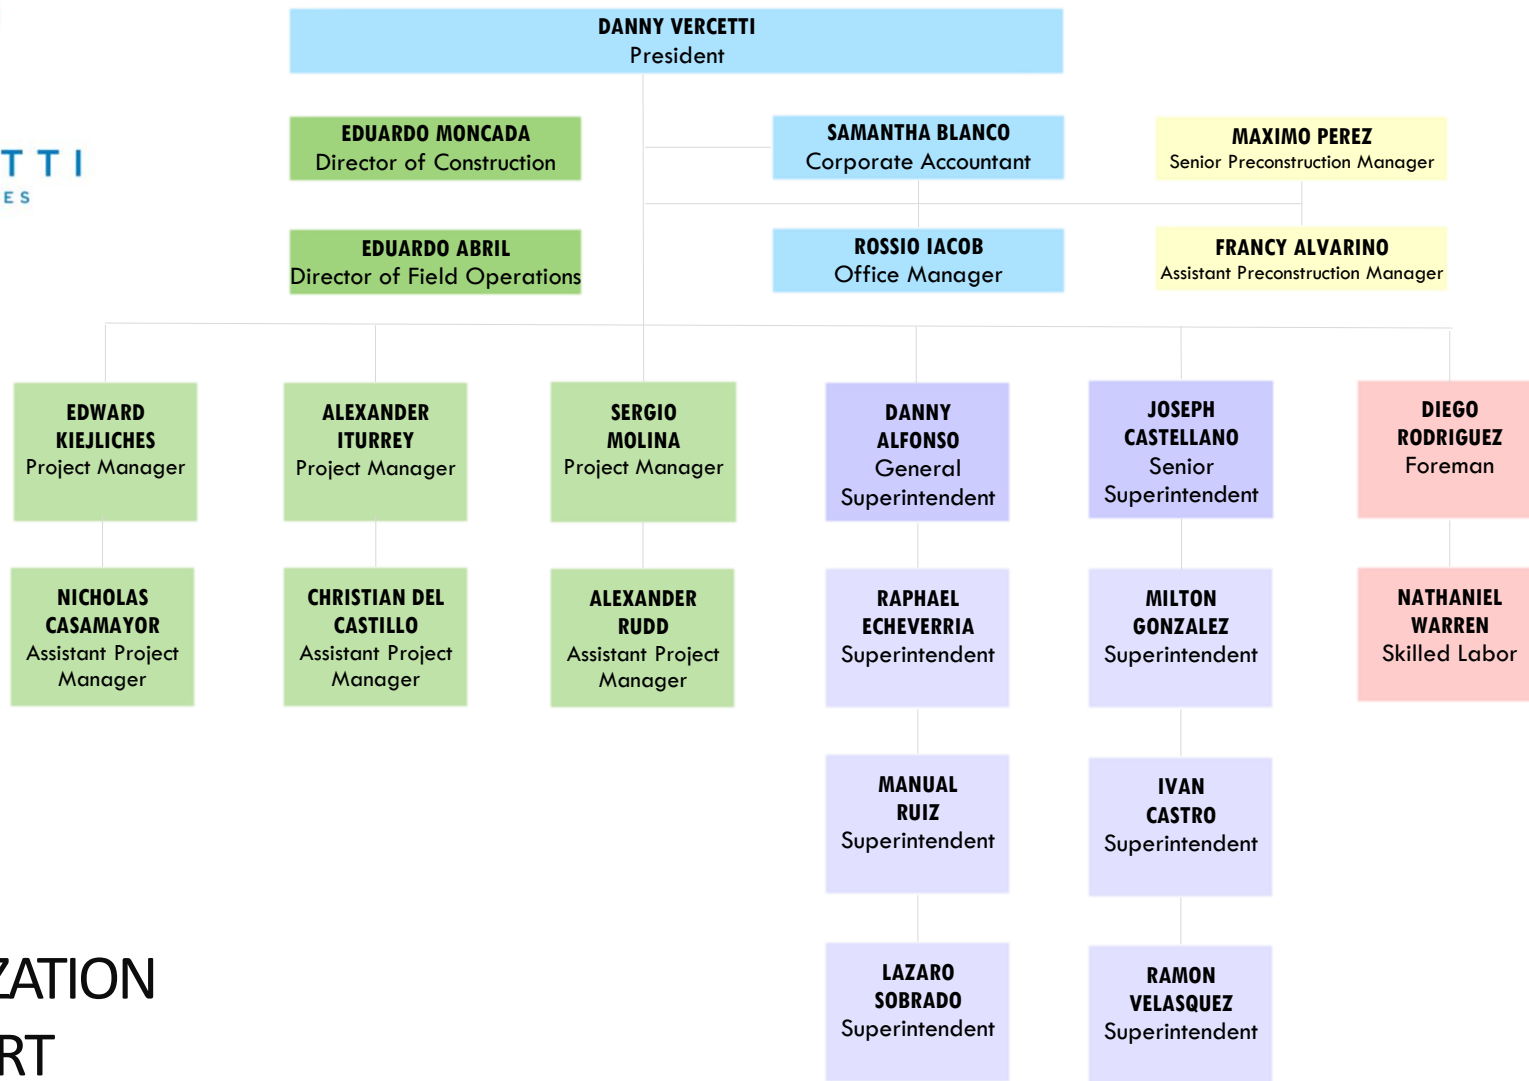 DANNY VERCETTI
President
TTI
ES
EDUARDO MONCADA
Director of Construction
SAMANTHA BLANCO
Corporate Accountant
MAXIMO PEREZ
Senior Preconstruction Manager
EDUARDO ABRIL
Director of Field Operations
ROSSIO IACOB
Office Manager
FRANCY ALVARINO
Assistant Preconstruction Manager
EDWARD
KIEJLICHES
Project Manager
ALEXANDER
ITURREY
Project Manager
SERGIO
MOLINA
Project Manager
DANNY
ALFONSO
General
Superintendent
JOSEPH
CASTELLANO
Senior
Superintendent
DIEGO
RODRIGUEZ
Foreman
NICHOLAS
CASAMAYOR
Assistant Project
Manager
CHRISTIAN DEL
CASTILLO
Assistant Project
Manager
ALEXANDER
RUDD
Assistant Project
Manager
RAPHAEL
ECHEVERRIA
Superintendent
MILTON
GONZALEZ
Superintendent
NATHANIEL
WARREN
Skilled Labor
MANUAL
RUIZ
Superintendent
IVAN
CASTRO
Superintendent
LAZARO
SOBRADO
Superintendent
RAMON
VELASQUEZ
Superintendent
ZATION
RT